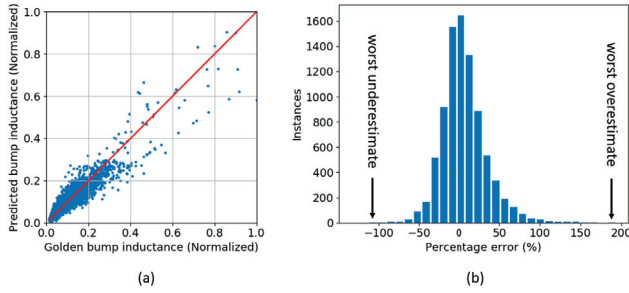 1.0
0.8
0.6
0.4
0.2
0.0
0.0 0.2 0.4 0.6 0.8 1.0
Predicted bump inductance (Normalized)
Golden bump inductance (Normalized)
(a)
1600
1400
1200
1000
800
600
400
200
0
−100 −50 0 50 100 150 200
Instances
Percentage error (%)
worst underestimate
worst overestimate
(b)